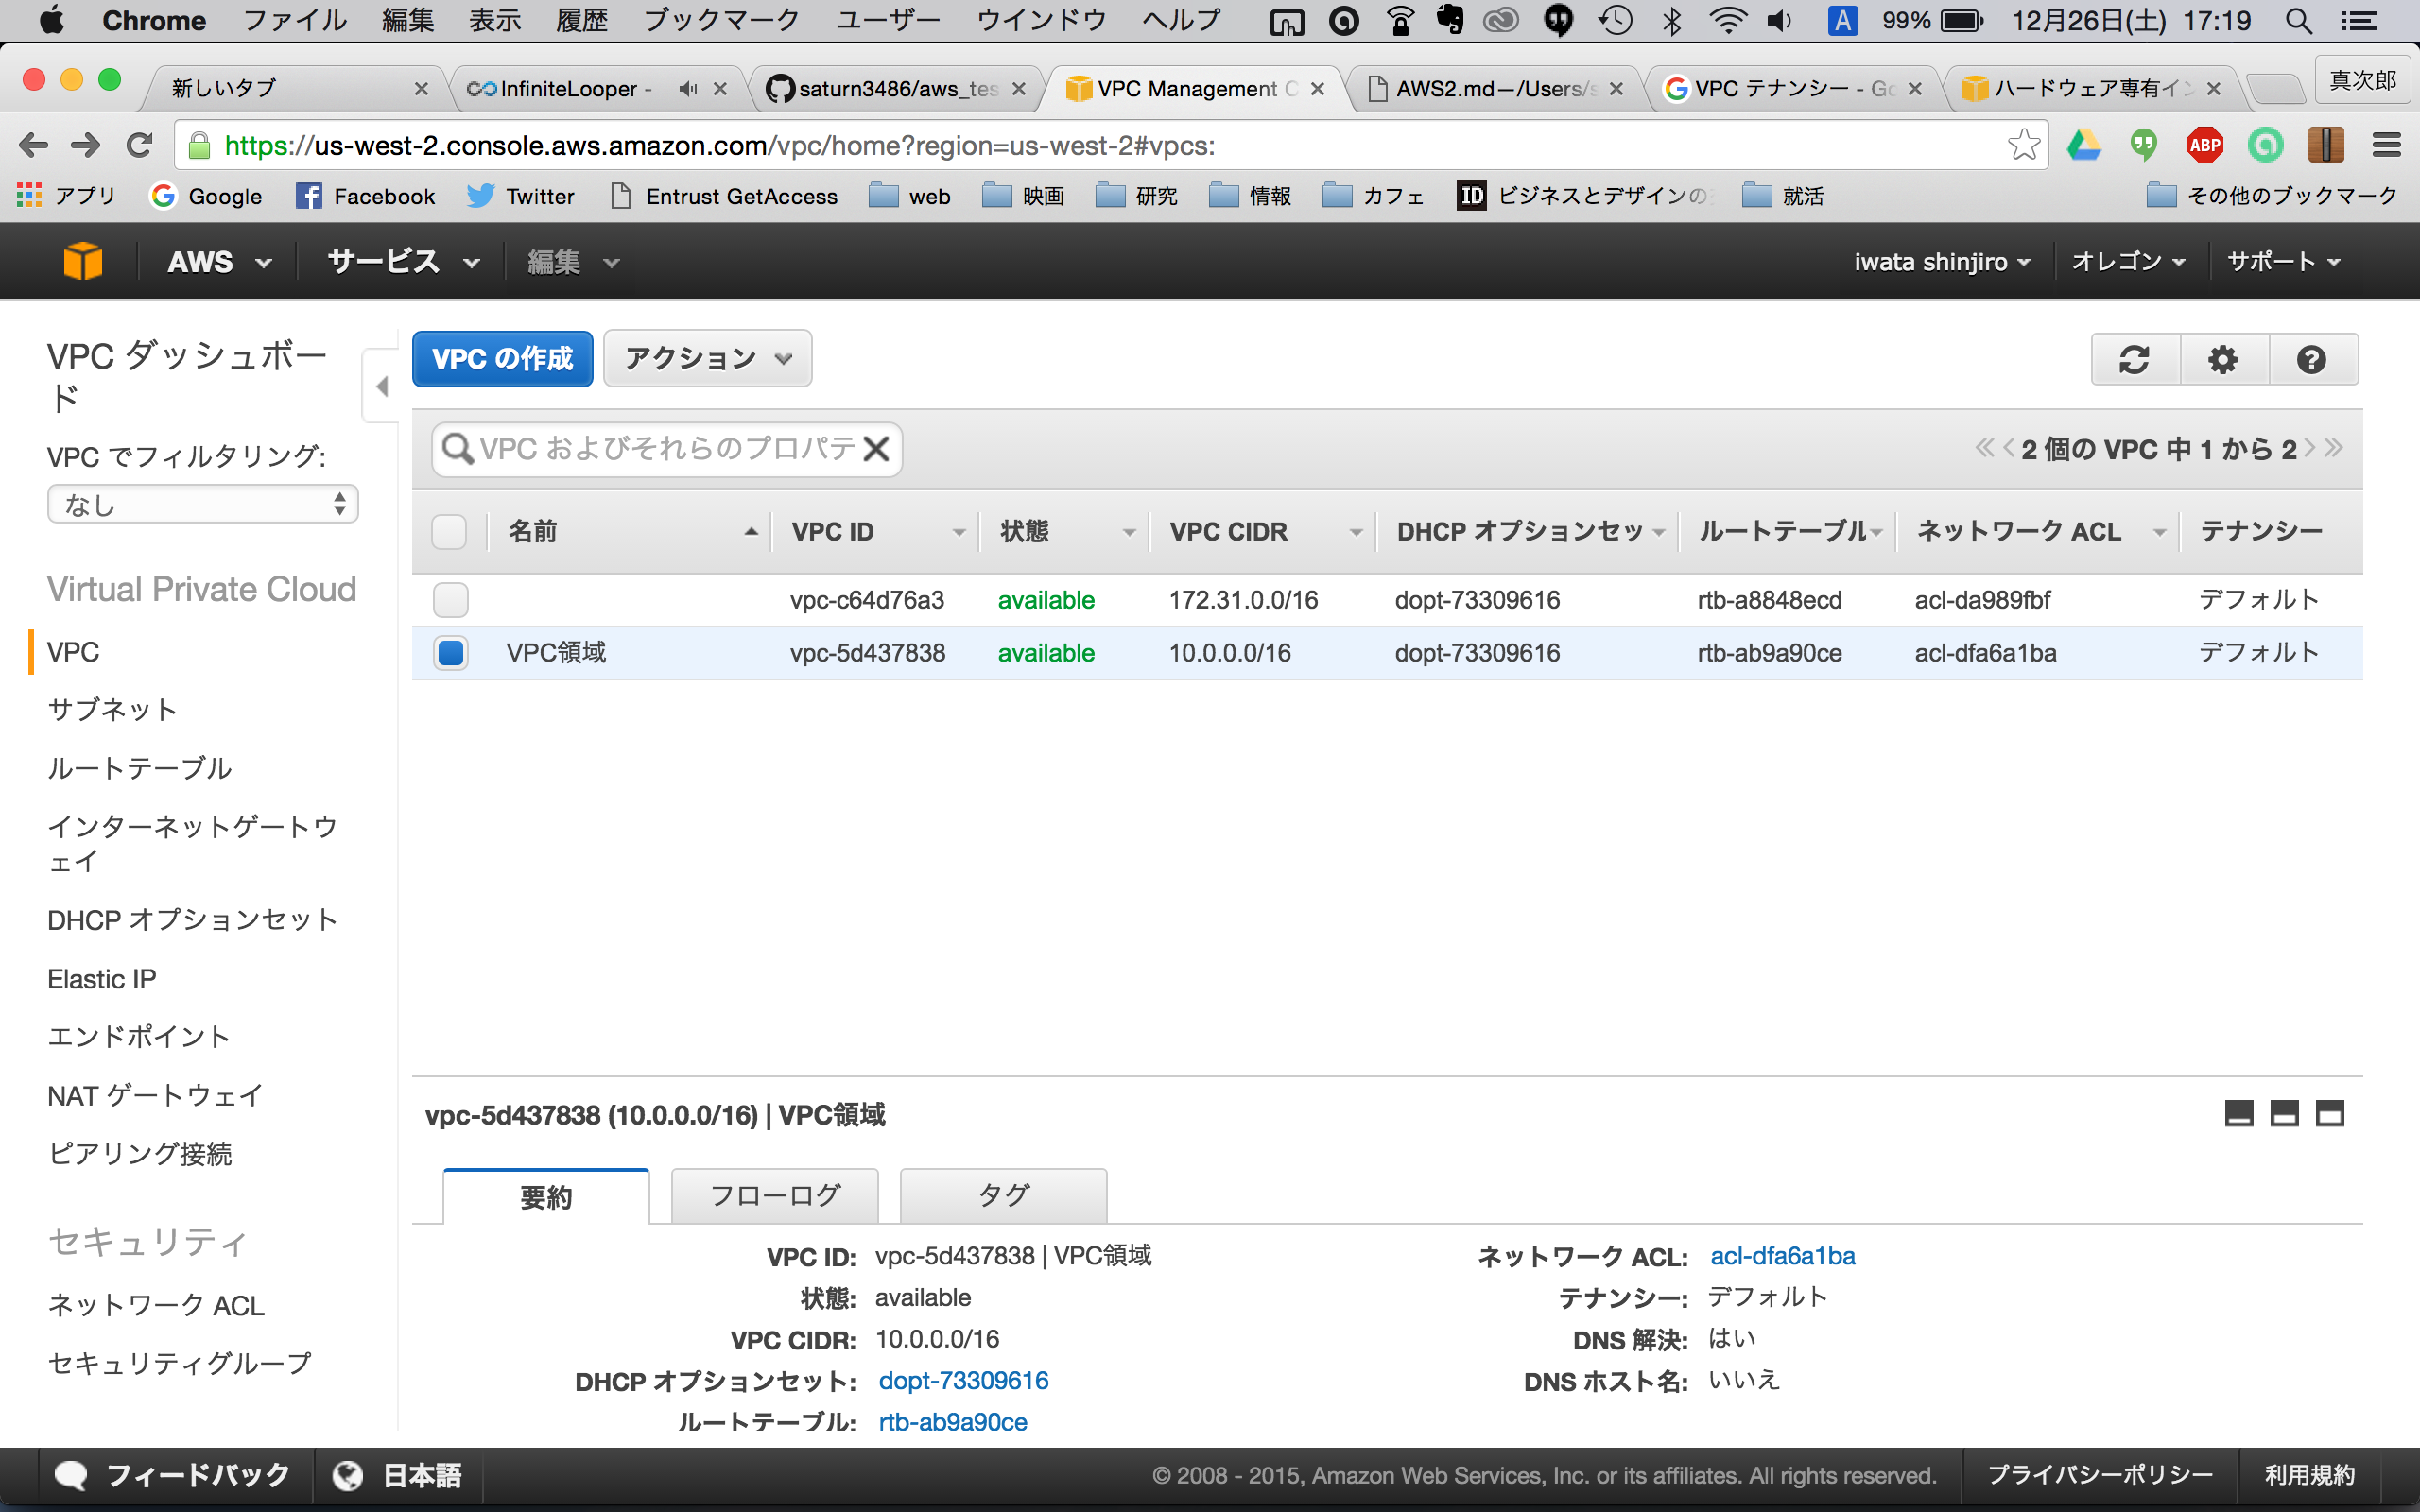 Chrome ファイル 編集 表示 履歴 ブックマーク ユーザー ウインドウ ヘルプ A 99% 12月26日(土) 17:19
新しいタブ InfiniteLooper - saturn3486/aws_tes VPC Management C AWS2.md—/Users/s VPC テナンシー - Go ハードウェア専有イン 真次郎
https://us-west-2.console.aws.amazon.com/vpc/home?region=us-west-2#vpcs: ABP
アプリ Google Facebook Twitter Entrust GetAccess web 映画 研究 情報 カフェ ID ビジネスとデザインの 就活 その他のブックマーク
AWS サービス 編集 iwata shinjiro オレゴン サポート
VPC ダッシュボー
ド
VPC でフィルタリング:
なし
Virtual Private Cloud
VPC
サブネット
ルートテーブル
インターネットゲートウ
ェイ
DHCP オプションセット
Elastic IP
エンドポイント
NAT ゲートウェイ
ピアリング接続
セキュリティ
ネットワーク ACL
セキュリティグループ
VPC の作成 アクション
VPC およびそれらのプロパテ 2 個の VPC 中 1 から 2
名前 VPC ID 状態 VPC CIDR DHCP オプションセッ ルートテーブル ネットワーク ACL テナンシー
vpc-c64d76a3 available 172.31.0.0/16 dopt-73309616 rtb-a8848ecd acl-da989fbf デフォルト
VPC領域 vpc-5d437838 available 10.0.0.0/16 dopt-73309616 rtb-ab9a90ce acl-dfa6a1ba デフォルト
vpc-5d437838 (10.0.0.0/16) | VPC領域
要約 フローログ タグ
VPC ID: vpc-5d437838 | VPC領域
状態: available
VPC CIDR: 10.0.0.0/16
DHCP オプションセット: dopt-73309616
ルートテーブル: rtb-ab9a90ce
ネットワーク ACL: acl-dfa6a1ba
テナンシー: デフォルト
DNS 解決: はい
DNS ホスト名: いいえ
フィードバック 日本語 © 2008 - 2015, Amazon Web Services, Inc. or its affiliates. All rights reserved. プライバシーポリシー 利用規約